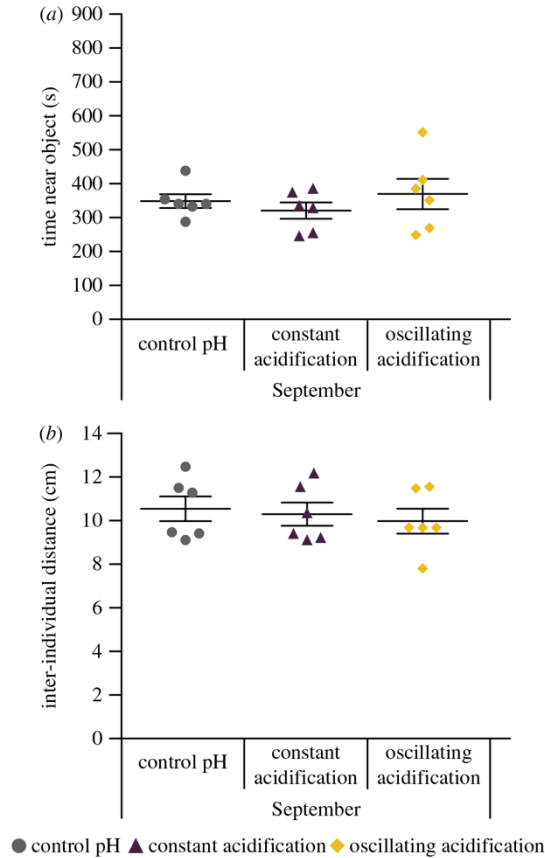 (a)
900
800
700
600
500
400
300
200
100
0
time near object (s)
control pH
constant
acidification
oscillating
acidification
September
(b)
14
12
10
8
6
4
2
0
inter-individual distance (cm)
control pH
constant
acidification
oscillating
acidification
September
control pH constant acidification oscillating acidification